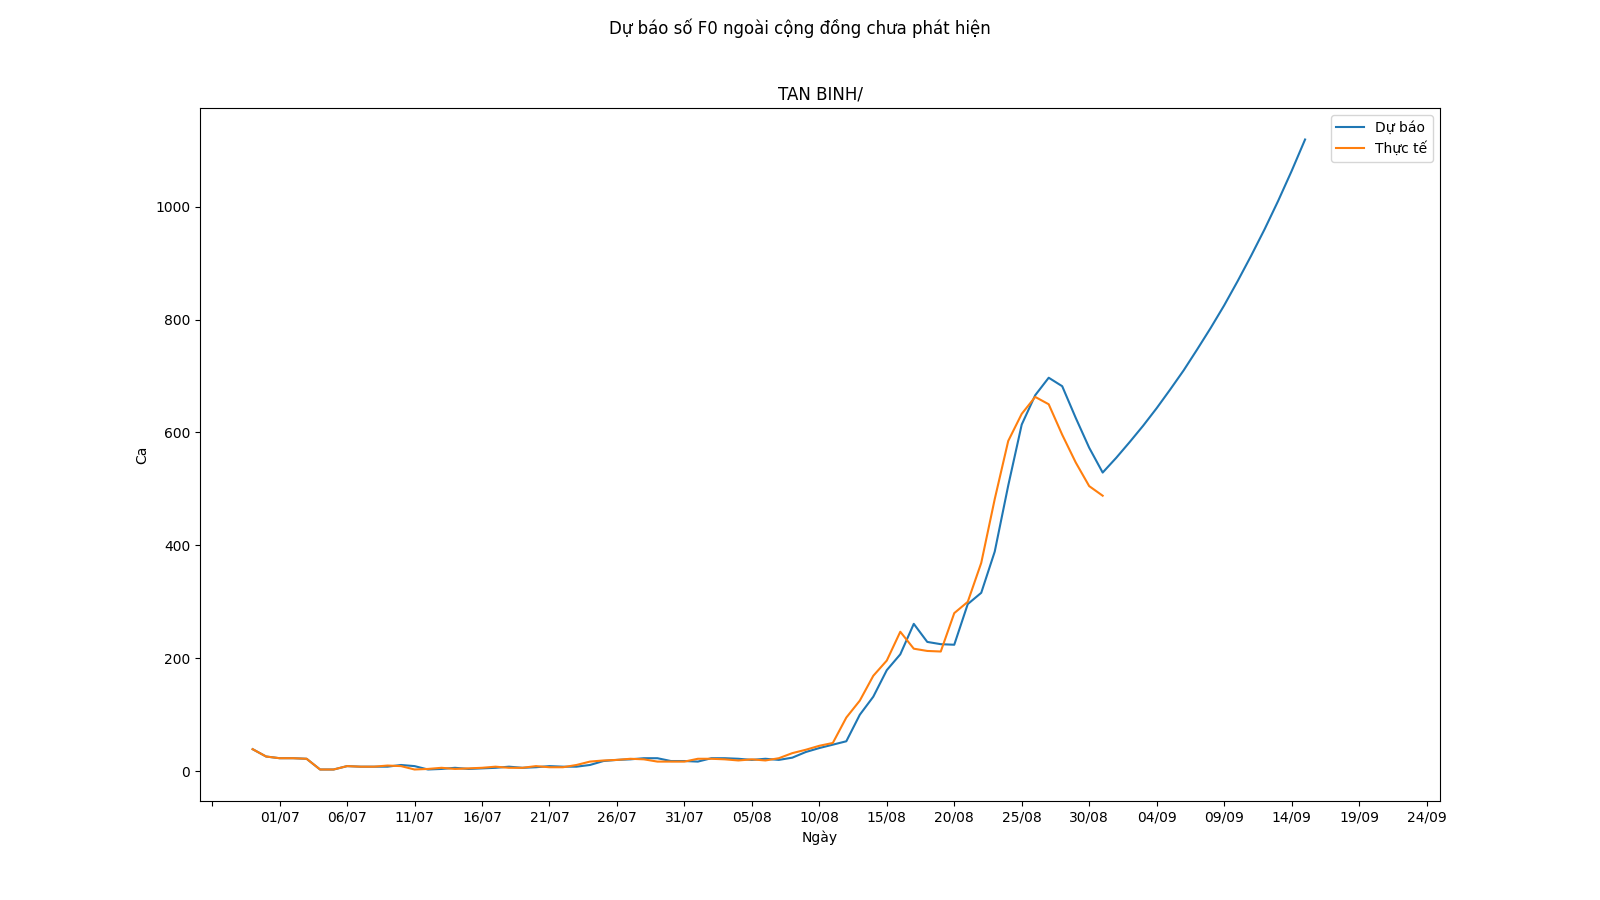 Dự báo số F0 ngoài cộng đồng chưa phát hiện
TAN BINH/
Dự báo
Thực tế
1000
800
600
400
200
0
Ca
01/07 06/07 11/07 16/07 21/07 26/07 31/07 05/08 10/08 15/08 20/08 25/08 30/08 04/09 09/09 14/09 19/09 24/09
Ngày